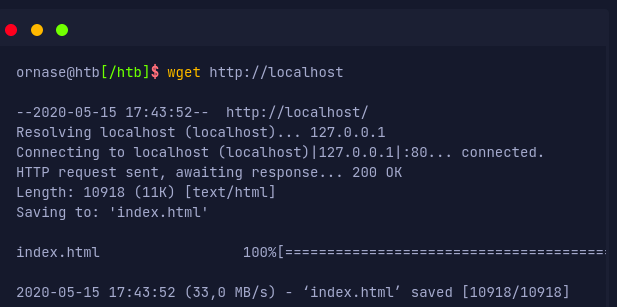 ornase@htb[/htb]$ wget http://localhost
--2020-05-15 17:43:52--  http://localhost/
Resolving localhost (localhost)... 127.0.0.1
Connecting to localhost (localhost)|127.0.0.1|:80... connected.
HTTP request sent, awaiting response... 200 OK
Length: 10918 (11K) [text/html]
Saving to: 'index.html'
index.html                 100%[=======================================
2020-05-15 17:43:52 (33,0 MB/s) - ‘index.html’ saved [10918/10918]